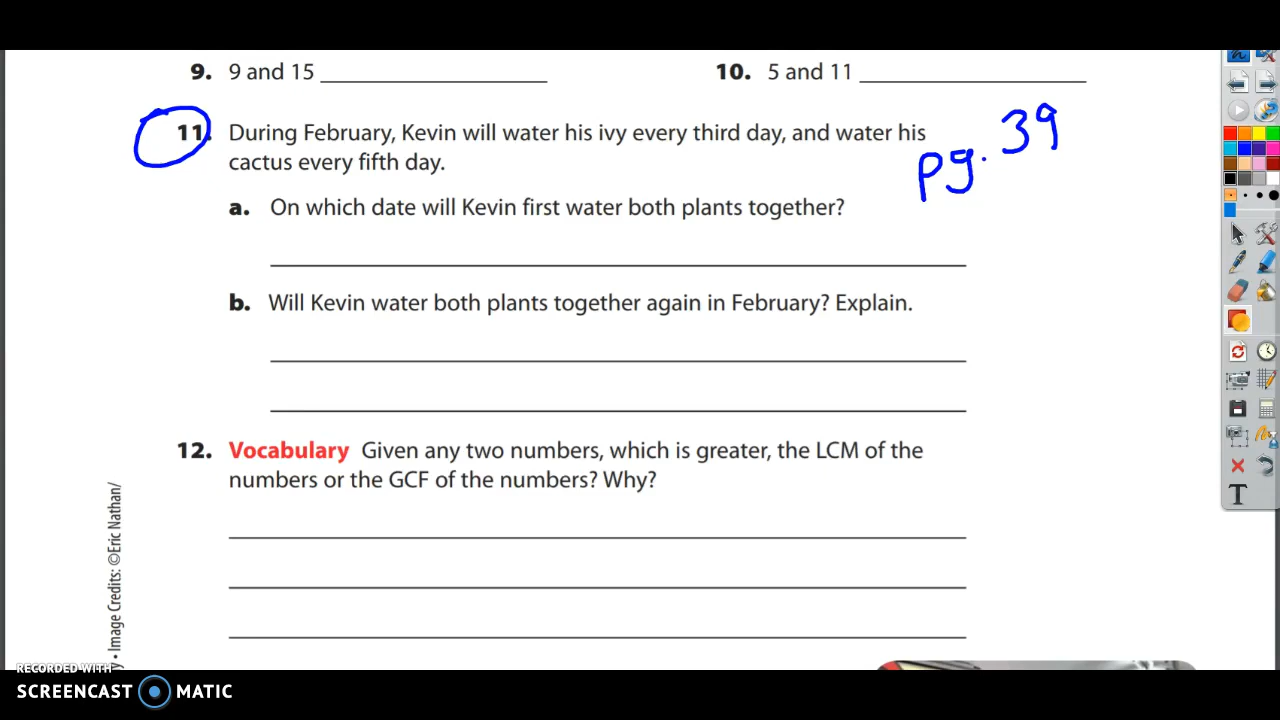 9. 9 and 15
10. 5 and 11
11. During February, Kevin will water his ivy every third day, and water his
cactus every fifth day.
pg. 39
a. On which date will Kevin first water both plants together?
b. Will Kevin water both plants together again in February? Explain.
12. Vocabulary Given any two numbers, which is greater, the LCM of the
numbers or the GCF of the numbers? Why?
y • Image Credits: ©Eric Nathan/
T
RECORDED WITH
SCREENCAST MATIC